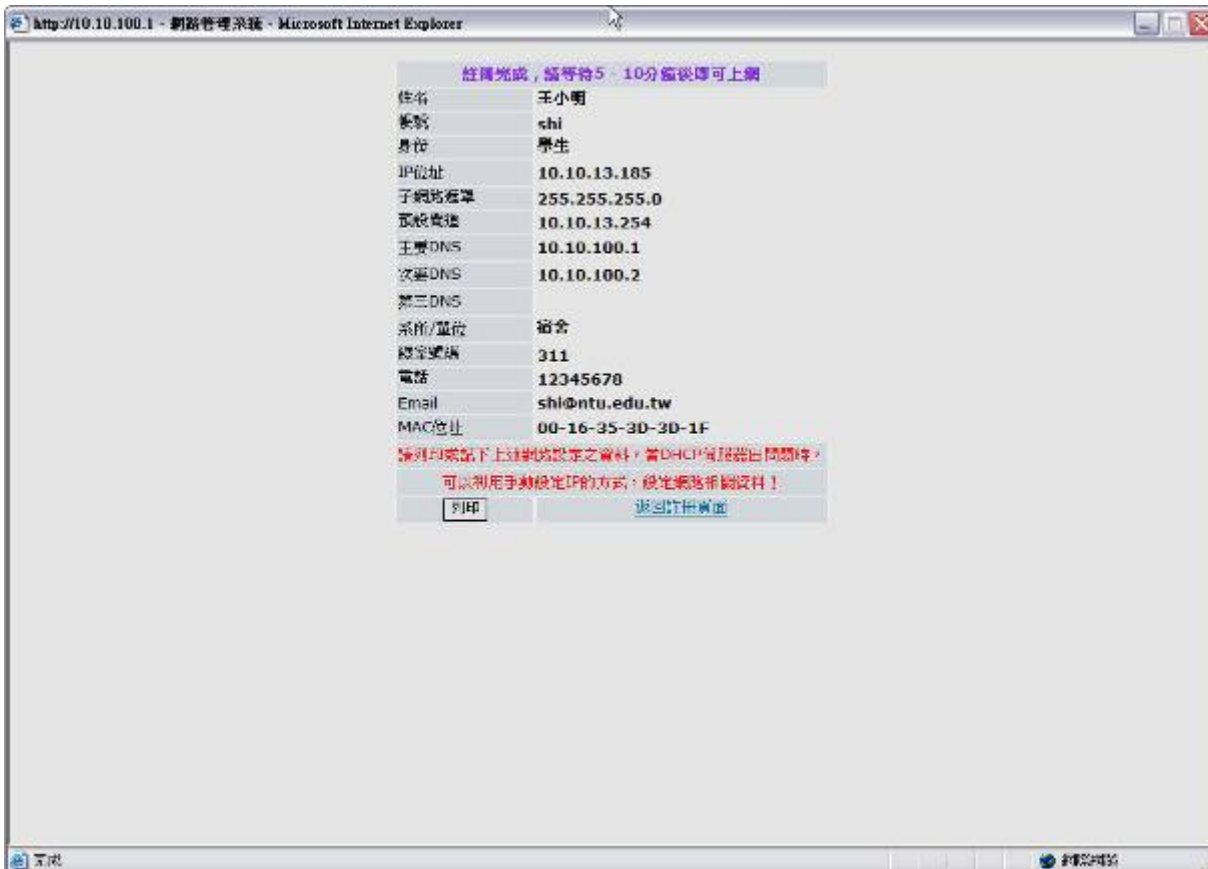 http://10.10.100.1 - 網路管理系統 - Microsoft Internet Explorer
註冊完成，請等待5 - 10分鐘後即可上網
姓名 王小明
帳號 shi
身份 學生
IP位址 10.10.13.185
子網路遮罩 255.255.255.0
預設管道 10.10.13.254
主要DNS 10.10.100.1
次要DNS 10.10.100.2
第三DNS
系所/單位 宿舍
寢室號碼 311
電話 12345678
Email shi@ntu.edu.tw
MAC位址 00-16-35-3D-3D-1F
請列印或記下上述網路設定之資料，當DHCP伺服器出問題時，
可以利用手動設定IP的方式，設定網路相關資料！
列印 返回註冊頁面
完成 網際網路